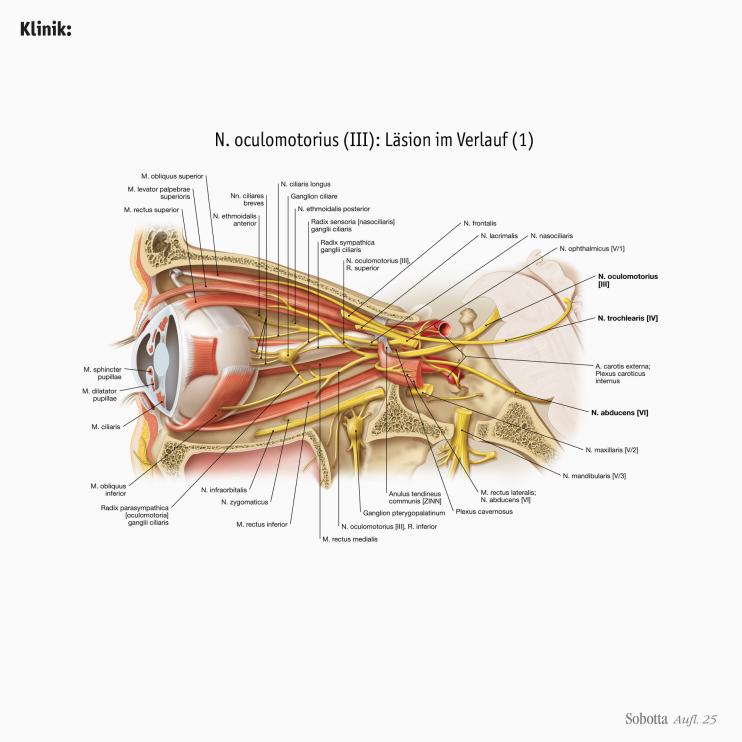 Klinik:
N. oculomotorius (III): Läsion im Verlauf (1)
M. obliquus superior
M. levator palpebrae
superioris
M. rectus superior
Nn. ciliares
breves
N. ethmoidalis
anterior
N. ciliaris longus
Ganglion ciliare
N. ethmoidalis posterior
Radix sensoria [nasociliaris]
ganglii ciliaris
Radix sympathica
ganglii ciliaris
N. oculomotorius [III],
R. superior
N. frontalis
N. lacrimalis
N. nasociliaris
N. ophthalmicus [V/1]
N. oculomotorius
[III]
N. trochlearis [IV]
A. carotis externa;
Plexus caroticus
internus
N. abducens [VI]
N. maxillaris [V/2]
N. mandibularis [V/3]
M. sphincter
pupillae
M. dilatator
pupillae
M. ciliaris
M. obliquus
inferior
Radix parasympathica
[oculomotoria]
ganglii ciliaris
N. infraorbitalis
N. zygomaticus
M. rectus inferior
M. rectus medialis
N. oculomotorius [III], R. inferior
Ganglion pterygopalatinum
Anulus tendineus
communis [ZINN]
Plexus cavernosus
M. rectus lateralis;
N. abducens [VI]
Sobotta Aufl. 25